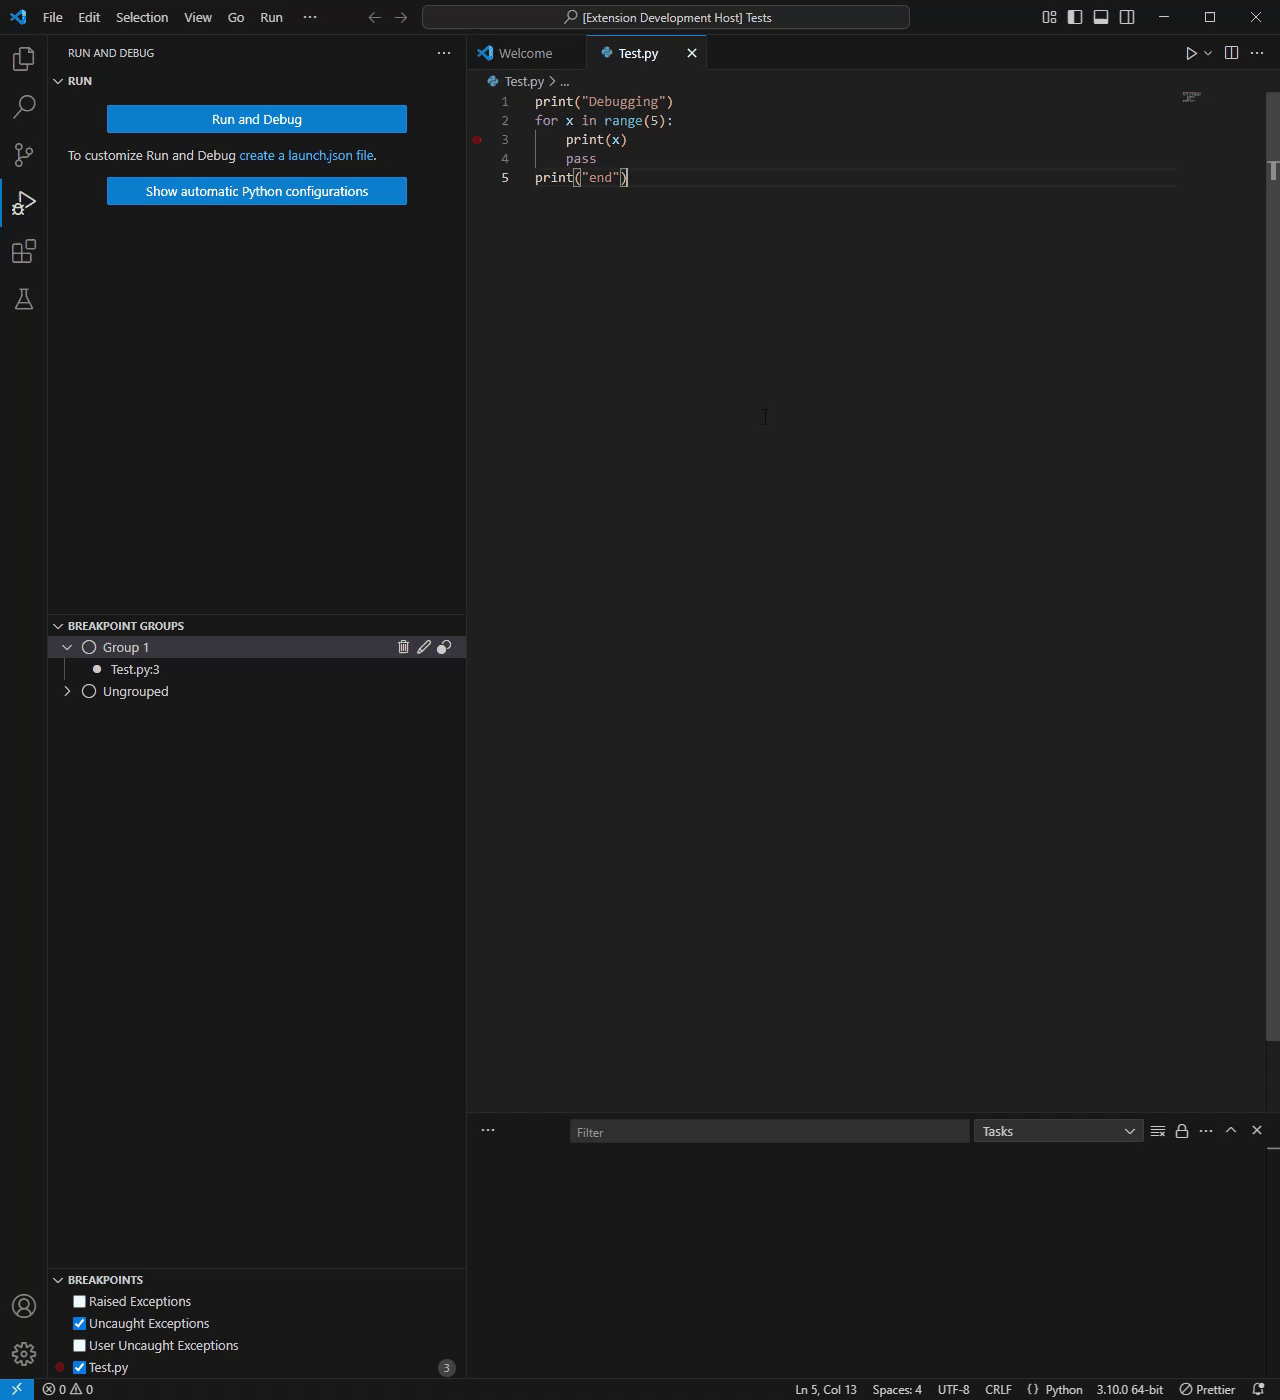 File Edit Selection View Go Run ...
[Extension Development Host] Tests
RUN AND DEBUG
RUN
Run and Debug
To customize Run and Debug create a launch.json file.
Show automatic Python configurations
BREAKPOINT GROUPS
Group 1
Test.py:3
Ungrouped
BREAKPOINTS
Raised Exceptions
Uncaught Exceptions
User Uncaught Exceptions
Test.py 3
Welcome Test.py
Test.py > ...
1 print("Debugging")
2 for x in range(5):
3 print(x)
4 pass
5 print("end")
Filter Tasks
0 0 Ln 5, Col 13 Spaces: 4 UTF-8 CRLF {} Python 3.10.0 64-bit Prettier